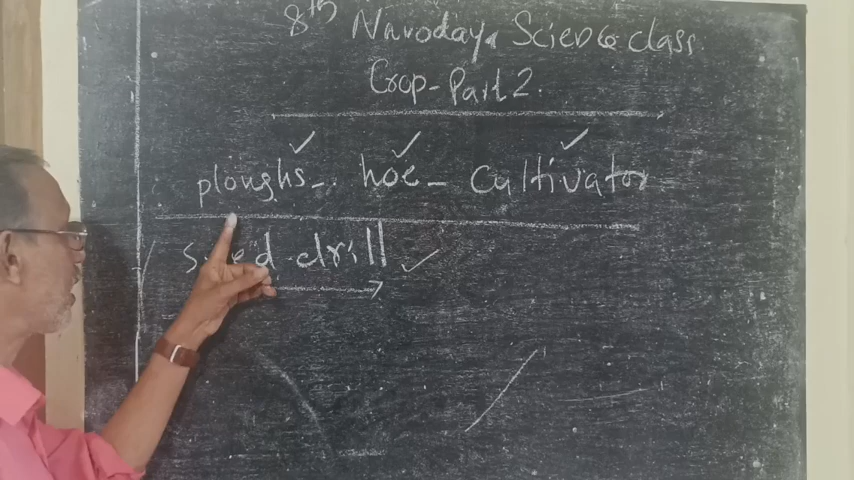 8th Navodaya Science class
Crop-Part 2.
ploughs - hoe - Cultivator
seed drill